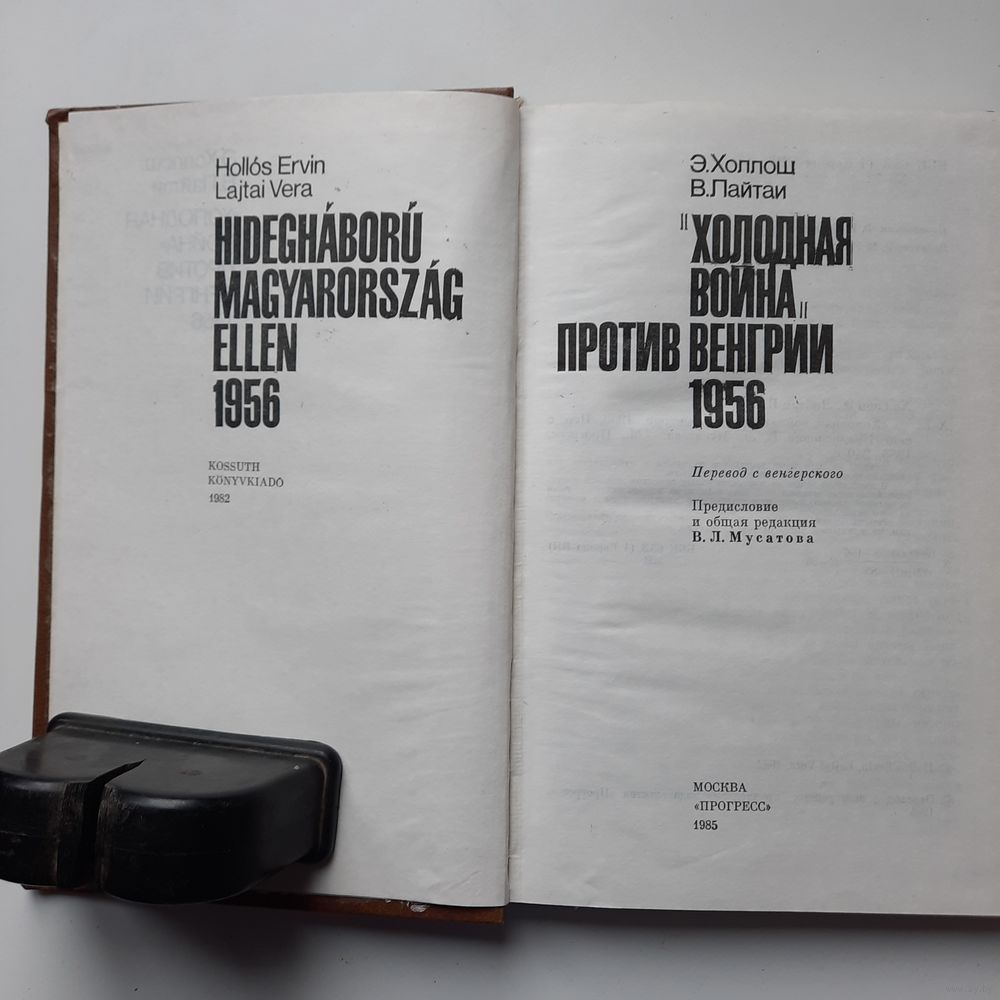 Hollós Ervin
Lajtai Vera
HIDEGHÁBORÚ
MAGYARORSZÁG
ELLEN
1956
KOSSUTH
KÖNYVKIADÓ
1982
Э.Холлош
В.Лайтаи
"ХОЛОДНАЯ
ВОЙНА"
ПРОТИВ ВЕНГРИИ
1956
Перевод с венгерского
Предисловие
и общая редакция
В. Л. Мусатова
МОСКВА
«ПРОГРЕСС»
1985